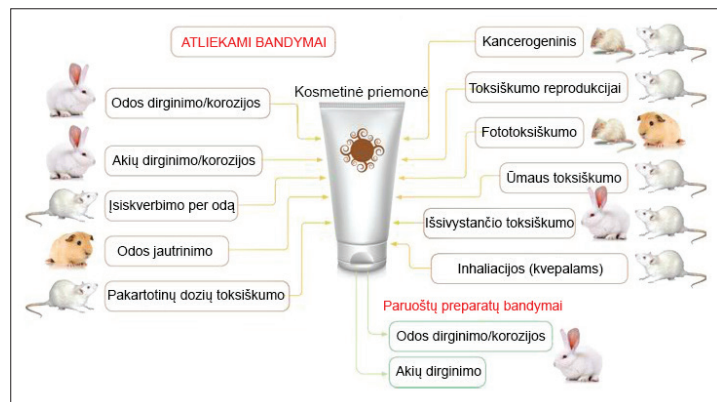 ATLIEKAMI BANDYMAI
Kosmetinė priemonė
Odos dirginimo/korozijos
Akių dirginimo/korozijos
Įsiskverbimo per odą
Odos jautrinimo
Pakartotinų dozių toksiškumo
Kancerogeninis
Toksiškumo reprodukcijai
Fototoksiškumo
Ūmaus toksiškumo
Išsivystančio toksiškumo
Inhaliacijos (kvepalams)
Paruoštų preparatų bandymai
Odos dirginimo/korozijos
Akių dirginimo